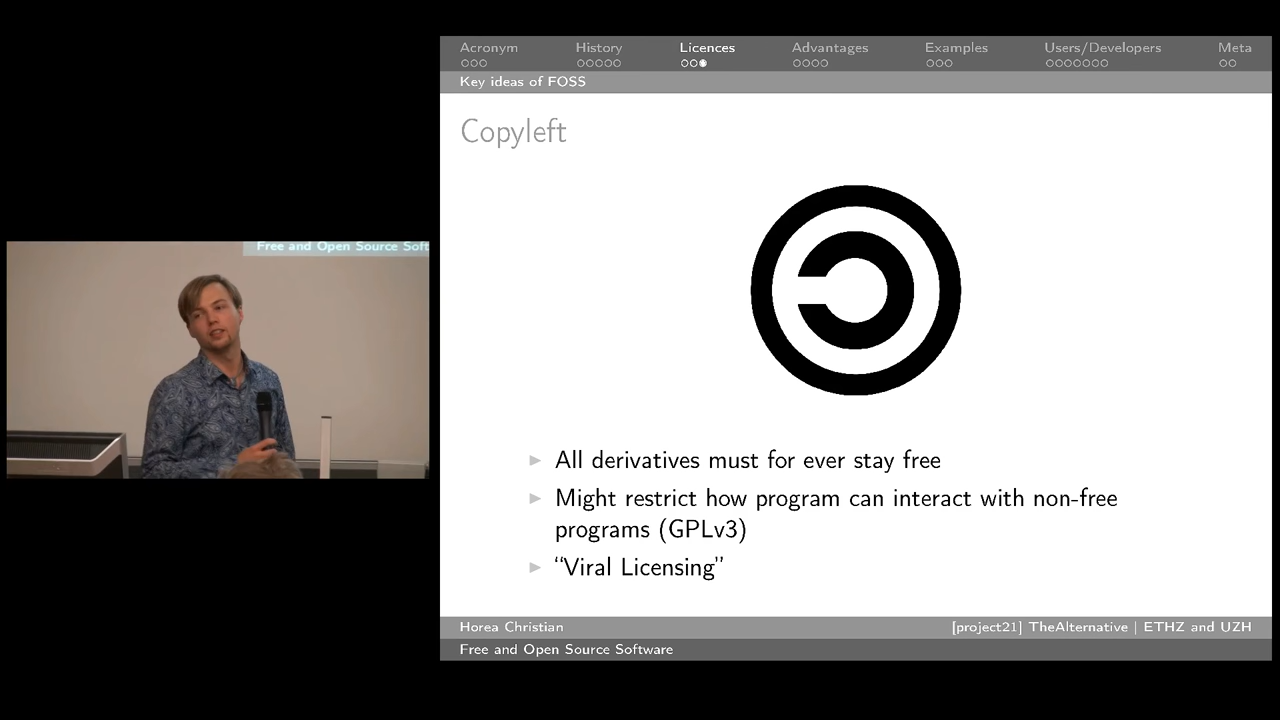 Acronym History Licences Advantages Examples Users/Developers Meta
Key ideas of FOSS
Copyleft
Free and Open Source Soft
All derivatives must for ever stay free
Might restrict how program can interact with non-free
programs (GPLv3)
“Viral Licensing”
Horea Christian [project21] TheAlternative | ETHZ and UZH
Free and Open Source Software